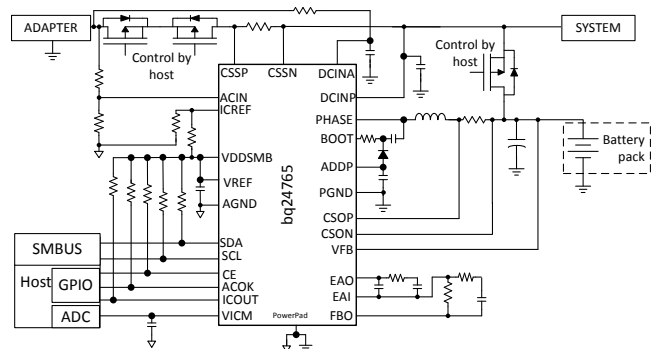 ADAPTER
SYSTEM
Control by
host
Control by
host
CSSP
CSSN
DCINA
ACIN
ICREF
DCINP
PHASE
BOOT
VDDSMB
VREF
AGND
bq24765
ADDP
PGND
Battery
pack
CSOP
CSON
VFB
SMBUS
SDA
SCL
Host
GPIO
CE
ACOK
ICOUT
EAO
EAI
FBO
ADC
VICM
PowerPad